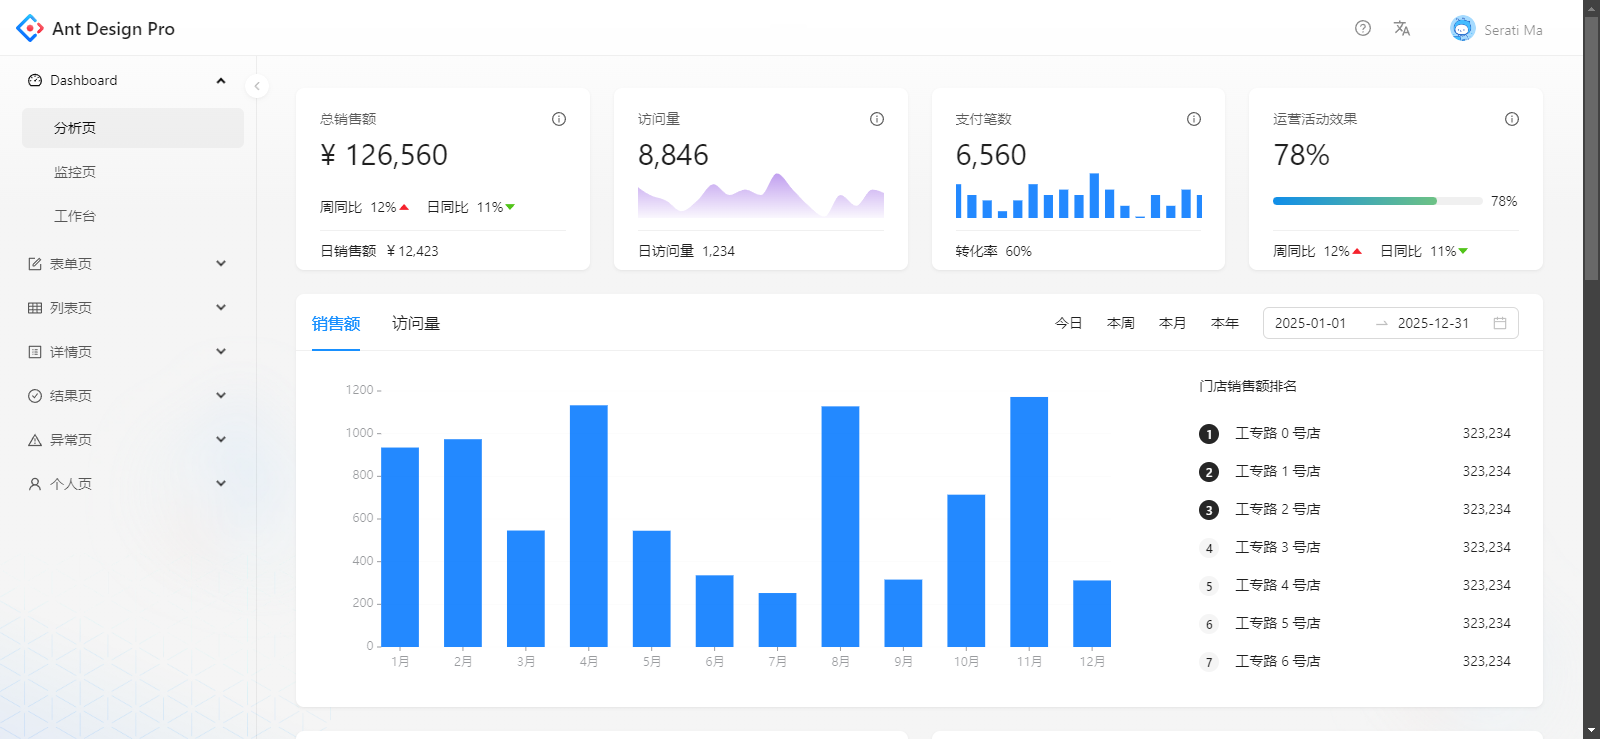 Ant Design Pro
Serati Ma
Dashboard
分析页
监控页
工作台
表单页
列表页
详情页
结果页
异常页
个人页
总销售额
¥ 126,560
周同比 12% 日同比 11%
日销售额 ¥ 12,423
访问量
8,846
日访问量 1,234
支付笔数
6,560
转化率 60%
运营活动效果
78%
78%
周同比 12% 日同比 11%
销售额 访问量
今日 本周 本月 本年 2025-01-01 2025-12-31
1200
1000
800
600
400
200
0
1月 2月 3月 4月 5月 6月 7月 8月 9月 10月 11月 12月
门店销售额排名
1 工专路 0 号店 323,234
2 工专路 1 号店 323,234
3 工专路 2 号店 323,234
4 工专路 3 号店 323,234
5 工专路 4 号店 323,234
6 工专路 5 号店 323,234
7 工专路 6 号店 323,234